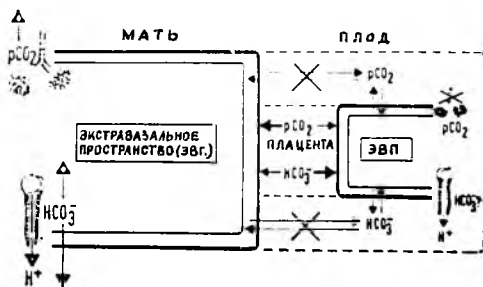 МАТЬ
ПЛОД
pCO₂
pCO₂
ЭКСТРАВАЗАЛЬНОЕ
ПРОСТРАНСТВО (ЭВГ.)
pCO₂
ПЛАЦЕНТА
HCO₃⁻
ЭВП
pCO₂
HCO₃⁻
H⁺
HCO₃⁻
HCO₃⁻
H⁺